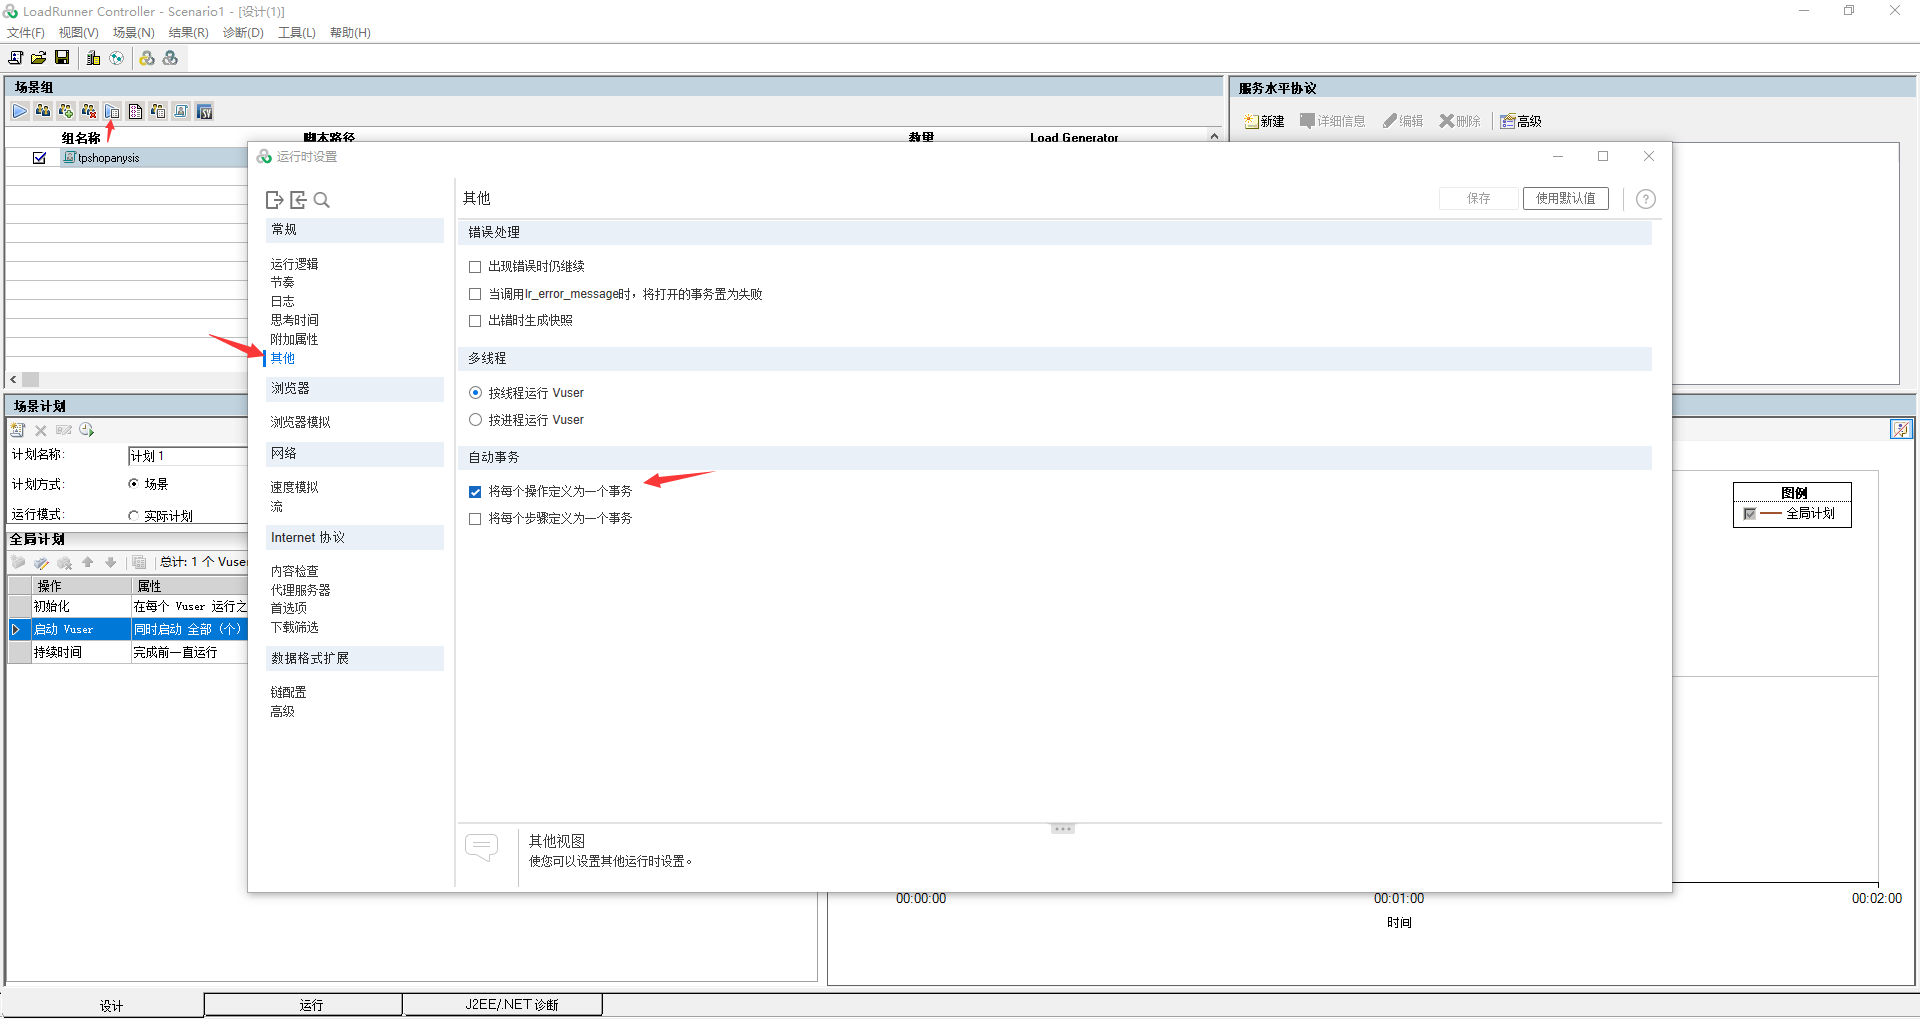 LoadRunner Controller - Scenario1 - [设计(1)]
文件(F) 视图(V) 场景(N) 结果(R) 诊断(D) 工具(L) 帮助(H)
场景组
服务水平协议
新建 详细信息 编辑 删除 高级
组名称 脚本路径 数量 Load Generator
tpshopanysis
运行时设置
其他
保存 使用默认值 ?
常规
运行逻辑
节奏
日志
思考时间
附加属性
其他
浏览器
浏览器模拟
网络
速度模拟
流
Internet 协议
内容检查
代理服务器
首选项
下载筛选
数据格式扩展
链配置
高级
错误处理
出现错误时仍继续
当调用lr_error_message时，将打开的事务置为失败
出错时生成快照
多线程
按线程运行 Vuser
按进程运行 Vuser
自动事务
将每个操作定义为一个事务
将每个步骤定义为一个事务
其他视图
使您可以设置其他运行时设置。
场景计划
计划名称: 计划 1
计划方式: 场景
运行模式: 实际计划
全局计划
总计: 1 个 Vuser
操作 属性
初始化 在每个 Vuser 运行之
启动 Vuser 同时启动 全部 (个)
持续时间 完成前一直运行
图例
全局计划
00:00:00 00:01:00 00:02:00
时间
设计 运行 J2EE/.NET 诊断